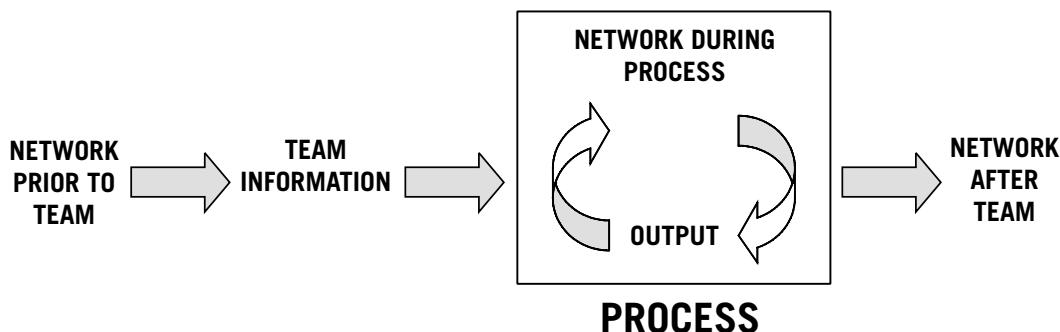 NETWORK
PRIOR TO
TEAM
TEAM
INFORMATION
NETWORK DURING
PROCESS
OUTPUT
PROCESS
NETWORK
AFTER
TEAM